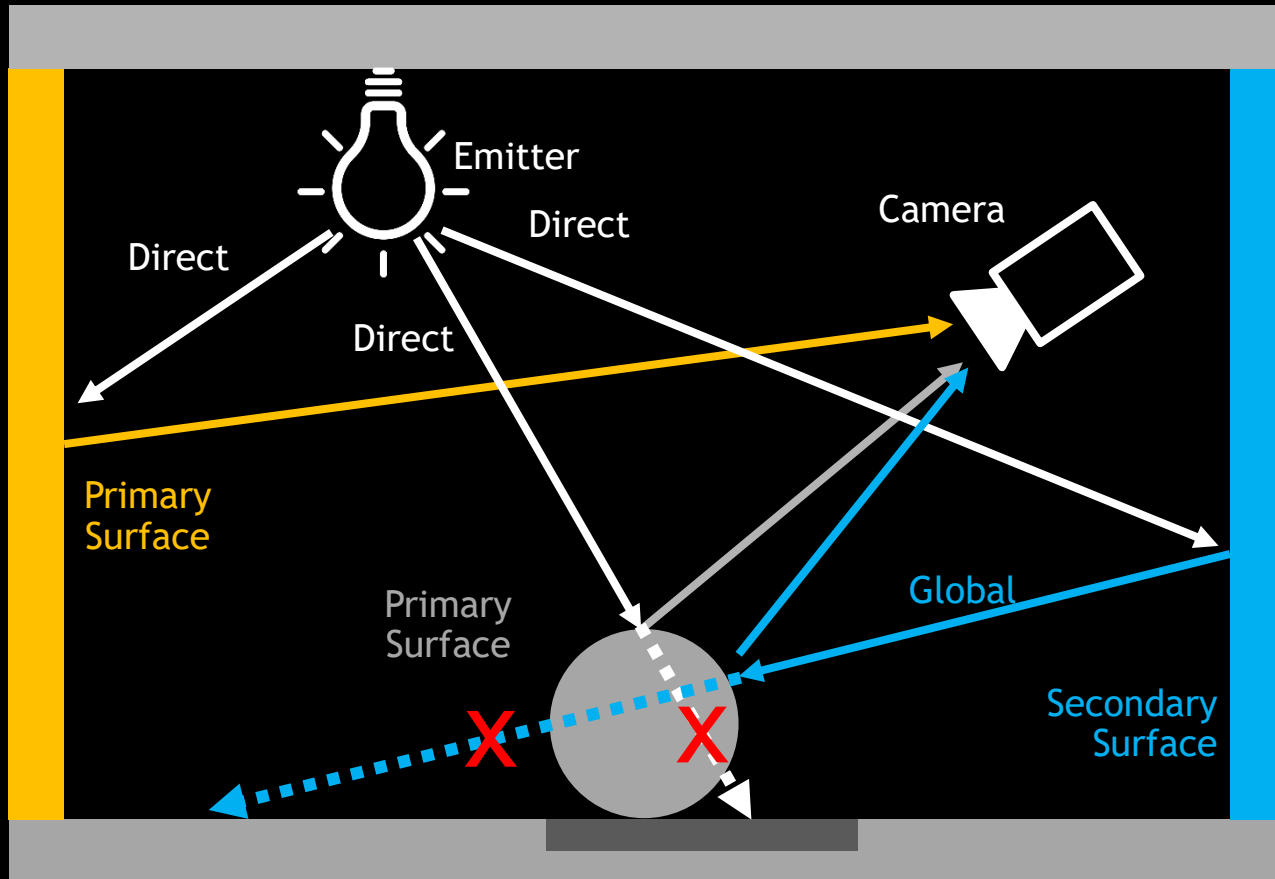 Emitter
Camera
Direct
Direct
Direct
Primary
Surface
Primary
Surface
Global
Secondary
Surface
X
X